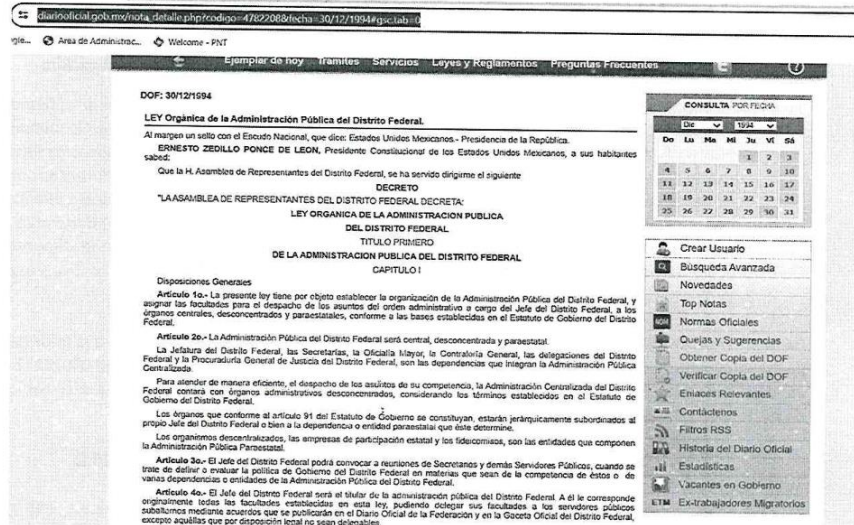 diariooficial.gob.mx/nota_detalle.php?codigo=4782208&fecha=30/12/1994#gsc.tab=0
Area de Administrac... Welcome - PNT
Ejemplar de hoy Tramites Servicios Leyes y Reglamentos Preguntas Frecuentes
DOF: 30/12/1994
LEY Orgánica de la Administración Pública del Distrito Federal.
Al margen un sello con el Escudo Nacional, que dice: Estados Unidos Mexicanos.- Presidencia de la República.
ERNESTO ZEDILLO PONCE DE LEON, Presidente Constitucional de los Estados Unidos Mexicanos, a sus habitantes
sabed:
Que la H. Asamblea de Representantes del Distrito Federal, se ha servido dirigirme el siguiente
DECRETO
"LA ASAMBLEA DE REPRESENTANTES DEL DISTRITO FEDERAL DECRETA:
LEY ORGANICA DE LA ADMINISTRACION PUBLICA
DEL DISTRITO FEDERAL
TITULO PRIMERO
DE LA ADMINISTRACION PUBLICA DEL DISTRITO FEDERAL
CAPITULO I
Disposiciones Generales
Artículo 1o.- La presente ley tiene por objeto establecer la organización de la Administración Pública del Distrito Federal, y
asignar las facultades para el despacho de los asuntos del orden administrativo a cargo del Jefe del Distrito Federal, a los
órganos centrales, desconcentrados y paraestatales, conforme a las bases establecidas en el Estatuto de Gobierno del Distrito
Federal.
Artículo 2o.- La Administración Pública del Distrito Federal será central, desconcentrada y paraestatal.
La Jefatura del Distrito Federal, las Secretarías, la Oficialía Mayor, la Contraloría General, las delegaciones del Distrito
Federal y la Procuraduría General de Justicia del Distrito Federal, son las dependencias que integran la Administración Pública
Centralizada.
Para atender de manera eficiente, el despacho de los asuntos de su competencia, la Administración Centralizada del Distrito
Federal contará con órganos administrativos desconcentrados, considerando los términos establecidos en el Estatuto de
Gobierno del Distrito Federal.
Los órganos que conforme al artículo 91 del Estatuto de Gobierno se constituyan, estarán jerárquicamente subordinados al
propio Jefe del Distrito Federal o bien a la dependencia o entidad paraestatal que éste determine.
Los organismos descentralizados, las empresas de participación estatal y los fideicomisos, son las entidades que componen
la Administración Pública Paraestatal.
Artículo 3o.- El Jefe del Distrito Federal podrá convocar a reuniones de Secretarios y demás Servidores Públicos, cuando se
trate de definir o evaluar la política de Gobierno del Distrito Federal en materias que sean de la competencia de éstos o de
varias dependencias o entidades de la Administración Pública del Distrito Federal.
Artículo 4o.- El Jefe del Distrito Federal será el titular de la administración pública del Distrito Federal. A él le corresponde
originalmente todas las facultades establecidas en esta ley, pudiendo delegar sus facultades a los servidores públicos
subalternos mediante acuerdos que se publicarán en el Diario Oficial de la Federación y en la Gaceta Oficial del Distrito Federal,
excepto aquéllas que por disposición legal no sean delegables.
CONSULTA POR FECHA
Dic 1994
Do Lu Ma Mi Ju Vi Sá
1 2 3
4 5 6 7 8 9 10
11 12 13 14 15 16 17
18 19 20 21 22 23 24
25 26 27 28 29 30 31
Crear Usuario
Búsqueda Avanzada
Novedades
Top Notas
NOM Normas Oficiales
Quejas y Sugerencias
Obtener Copia del DOF
Verificar Copia del DOF
Enlaces Relevantes
Contáctenos
Filtros RSS
Historia del Diario Oficial
Estadísticas
Vacantes en Gobierno
ETM Ex-trabajadores Migratorios